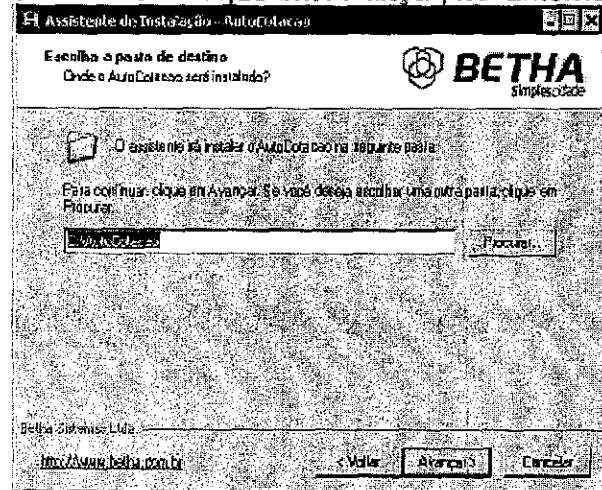 Assistente de Instalação - AutoCotacao
Escolha a pasta de destino
Onde o AutoCotacao será instalado?
BETHA
Simplescidade
O assistente irá instalar o AutoCotacao na seguinte pasta
Para continuar, clique em Avançar. Se você deseja escolher uma outra pasta, clique em
Procurar.
Procurar...
Betha Sistemas Ltda
http://www.betha.com.br
< Voltar
Avançar >
Cancelar